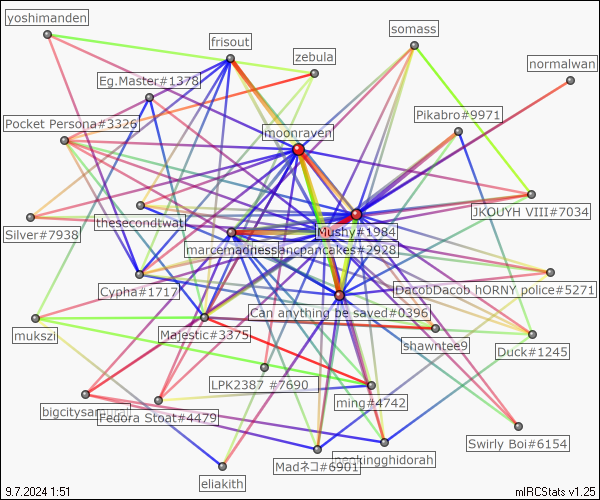 yoshimanden
somass
frisout
zebula
normalwan
Eg.Master#1378
Pikabro#9971
Pocket Persona#3326
moonraven
JKOUYH VIII#7034
Silver#7938
thesecondtwat
Mushy#1984
marcemadness
ancpancakes#2928
Cypha#1717
DacobDacob hORNY police#5271
Can anything be saved#0396
mukszi
Majestic#3375
shawntee9
Duck#1245
LPK2387 #7690
ming#4742
bigcitysamurai
Fedora Stoat#4479
Swirly Boi#6154
Madネコ#6901
kingghidorah
eliakith
9.7.2024 1:51
mIRCStats v1.25